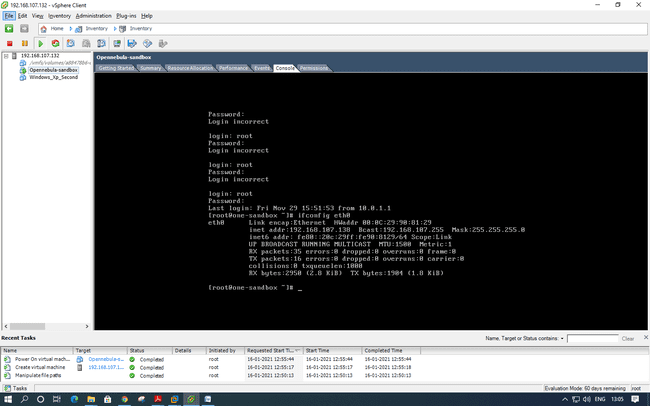 192.168.107.132 - vSphere Client
File Edit View Inventory Administration Plug-ins Help
Home Inventory Inventory
192.168.107.132
Opennebula-sandbox
Windows_Xp_Second
Opennebula-sandbox
Getting Started Summary Resource Allocation Performance Events Console Permissions
Password:
Login incorrect
login: root
Password:
Login incorrect
login: root
Password:
Login incorrect
login: root
Password:
Last login: Fri Nov 29 15:51:53 from 10.0.1.1
[root@one-sandbox ~]# ifconfig eth0
eth0 Link encap:Ethernet HWaddr 00:0C:29:90:81:29
inet addr:192.168.107.138 Bcast:192.168.107.255 Mask:255.255.255.0
inet6 addr: fe80::20c:29ff:fe90:8129/64 Scope:Link
UP BROADCAST RUNNING MULTICAST MTU:1500 Metric:1
RX packets:35 errors:0 dropped:0 overruns:0 frame:0
TX packets:16 errors:0 dropped:0 overruns:0 carrier:0
collisions:0 txqueuelen:1000
RX bytes:2950 (2.8 KiB) TX bytes:1904 (1.8 KiB)
[root@one-sandbox ~]# _
Recent Tasks
Name, Target or Status contains: Clear
Name Target Status Details Initiated by Requested Start Ti... Start Time Completed Time
Power On virtual mach... Opennebula-s... Completed root 16-01-2021 12:55:44 16-01-2021 12:55:44 16-01-2021 12:55:44
Create virtual machine 192.168.107.1... Completed root 16-01-2021 12:55:17 16-01-2021 12:55:17 16-01-2021 12:55:18
Manipulate file paths Completed root 16-01-2021 12:50:13 16-01-2021 12:50:13 16-01-2021 12:50:13
Tasks Evaluation Mode: 60 days remaining root
13:05